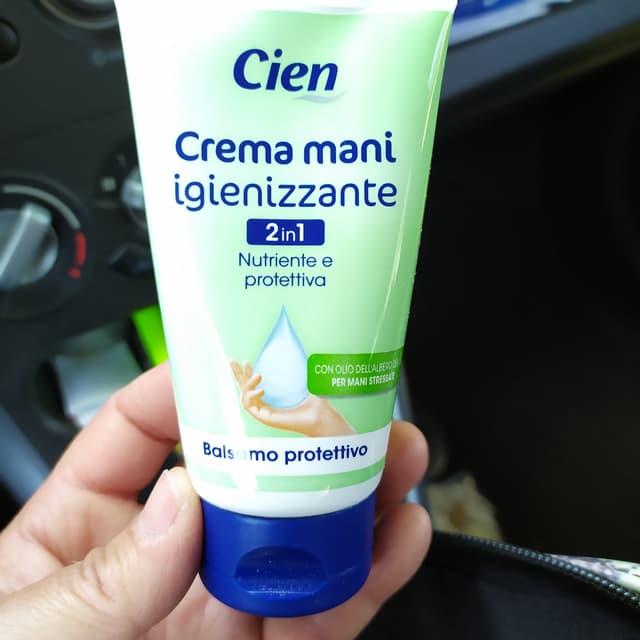 Cien
Crema mani
igienizzante
2in1
Nutriente e
protettiva
CON OLIO DELL'ALBERO
PER MANI STRESSATE
Balsamo protettivo